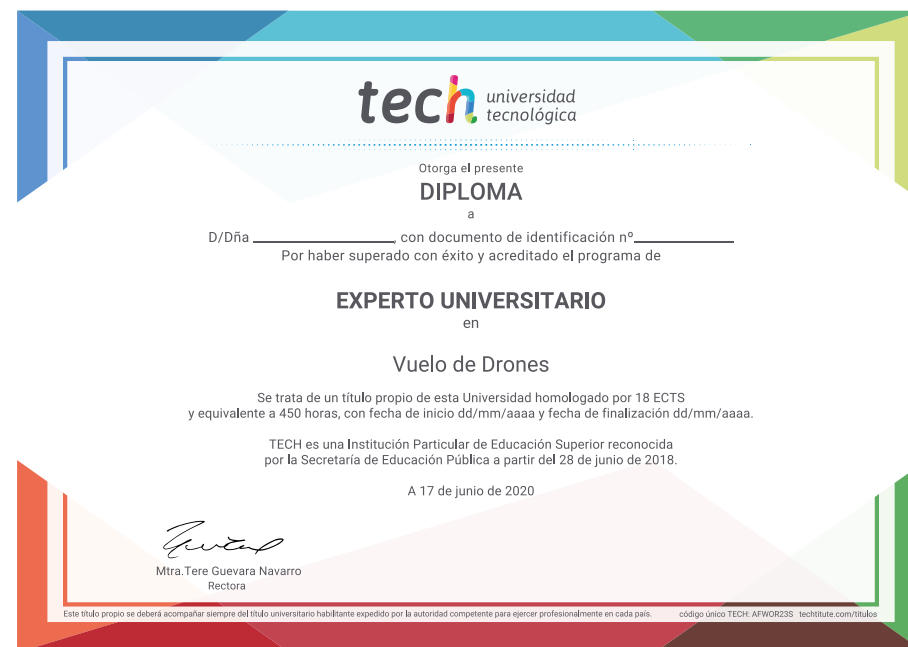 tech universidad
tecnológica
Otorga el presente
DIPLOMA
a
D/Dña ____________, con documento de identificación nº____________
Por haber superado con éxito y acreditado el programa de
EXPERTO UNIVERSITARIO
en
Vuelo de Drones
Se trata de un título propio de esta Universidad homologado por 18 ECTS
y equivalente a 450 horas, con fecha de inicio dd/mm/aaaa y fecha de finalización dd/mm/aaaa.
TECH es una Institución Particular de Educación Superior reconocida
por la Secretaría de Educación Pública a partir del 28 de junio de 2018.
A 17 de junio de 2020
Mtra.Tere Guevara Navarro
Rectora
Este título propio se deberá acompañar siempre del título universitario habilitante expedido por la autoridad competente para ejercer profesionalmente en cada país. código único TECH: AFWOR23S techtitute.com/titulos